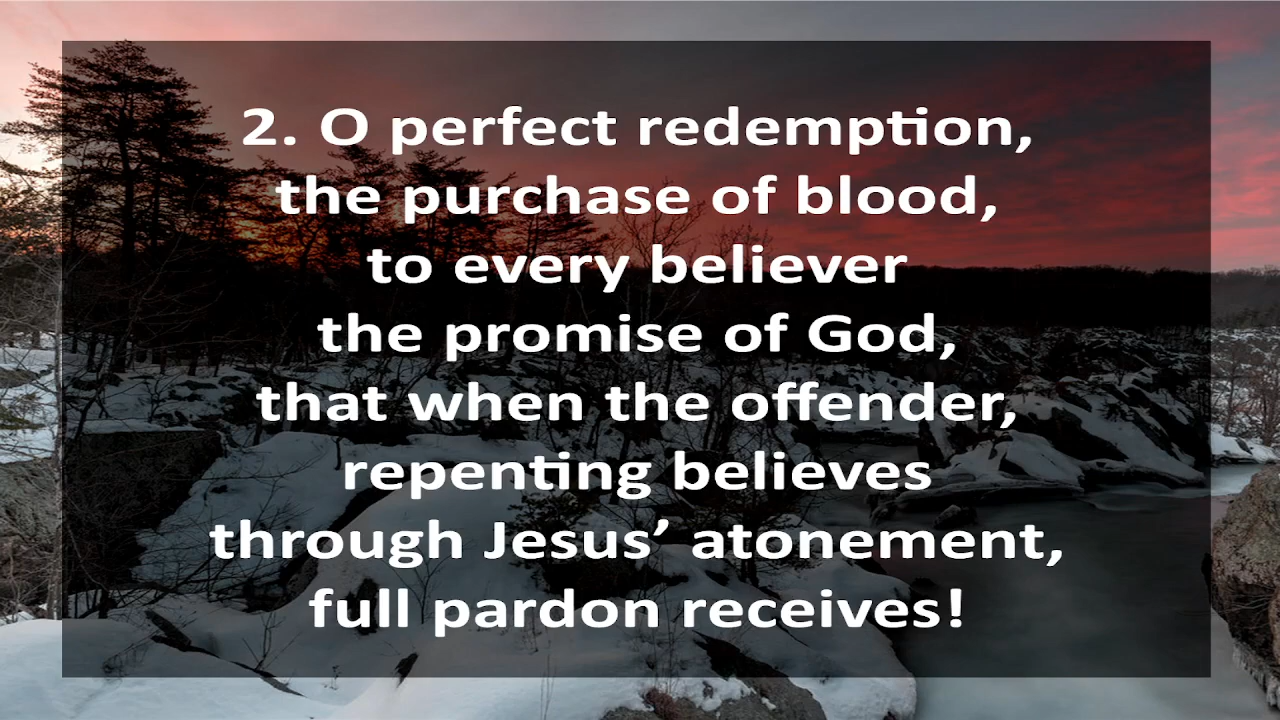 2. O perfect redemption,
the purchase of blood,
to every believer
the promise of God,
that when the offender,
repenting believes
through Jesus’ atonement,
full pardon receives!